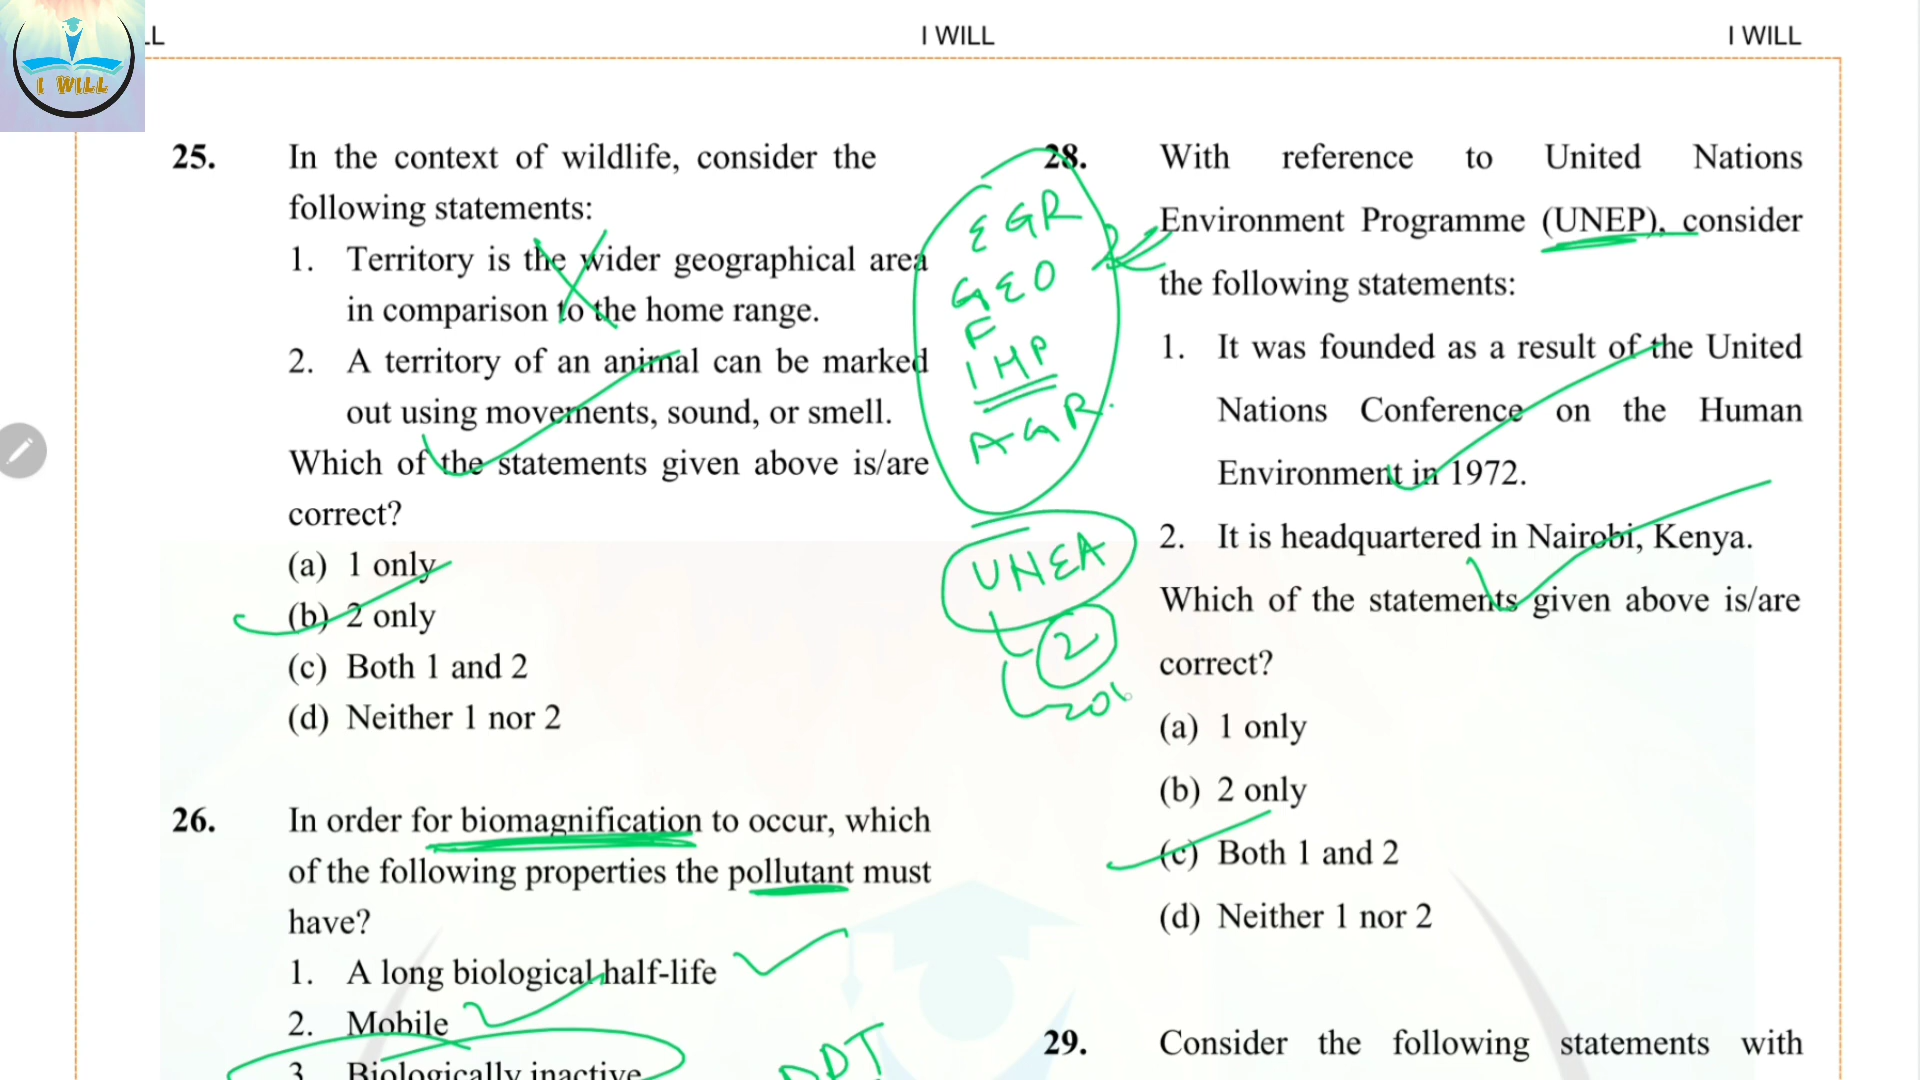 LL
I WILL
I WILL
I WILL
25. In the context of wildlife, consider the
following statements:
1. Territory is the wider geographical area
in comparison to the home range.
2. A territory of an animal can be marked
out using movements, sound, or smell.
Which of the statements given above is/are
correct?
(a) 1 only
(b) 2 only
(c) Both 1 and 2
(d) Neither 1 nor 2
26. In order for biomagnification to occur, which
of the following properties the pollutant must
have?
1. A long biological half-life
2. Mobile
3. Biologically inactive
DDT
EGR
GEO
F
IHP
AGR
UNEA
2
28. With reference to United Nations
Environment Programme (UNEP), consider
the following statements:
1. It was founded as a result of the United
Nations Conference on the Human
Environment in 1972.
2. It is headquartered in Nairobi, Kenya.
Which of the statements given above is/are
correct?
(a) 1 only
(b) 2 only
(c) Both 1 and 2
(d) Neither 1 nor 2
29. Consider the following statements with